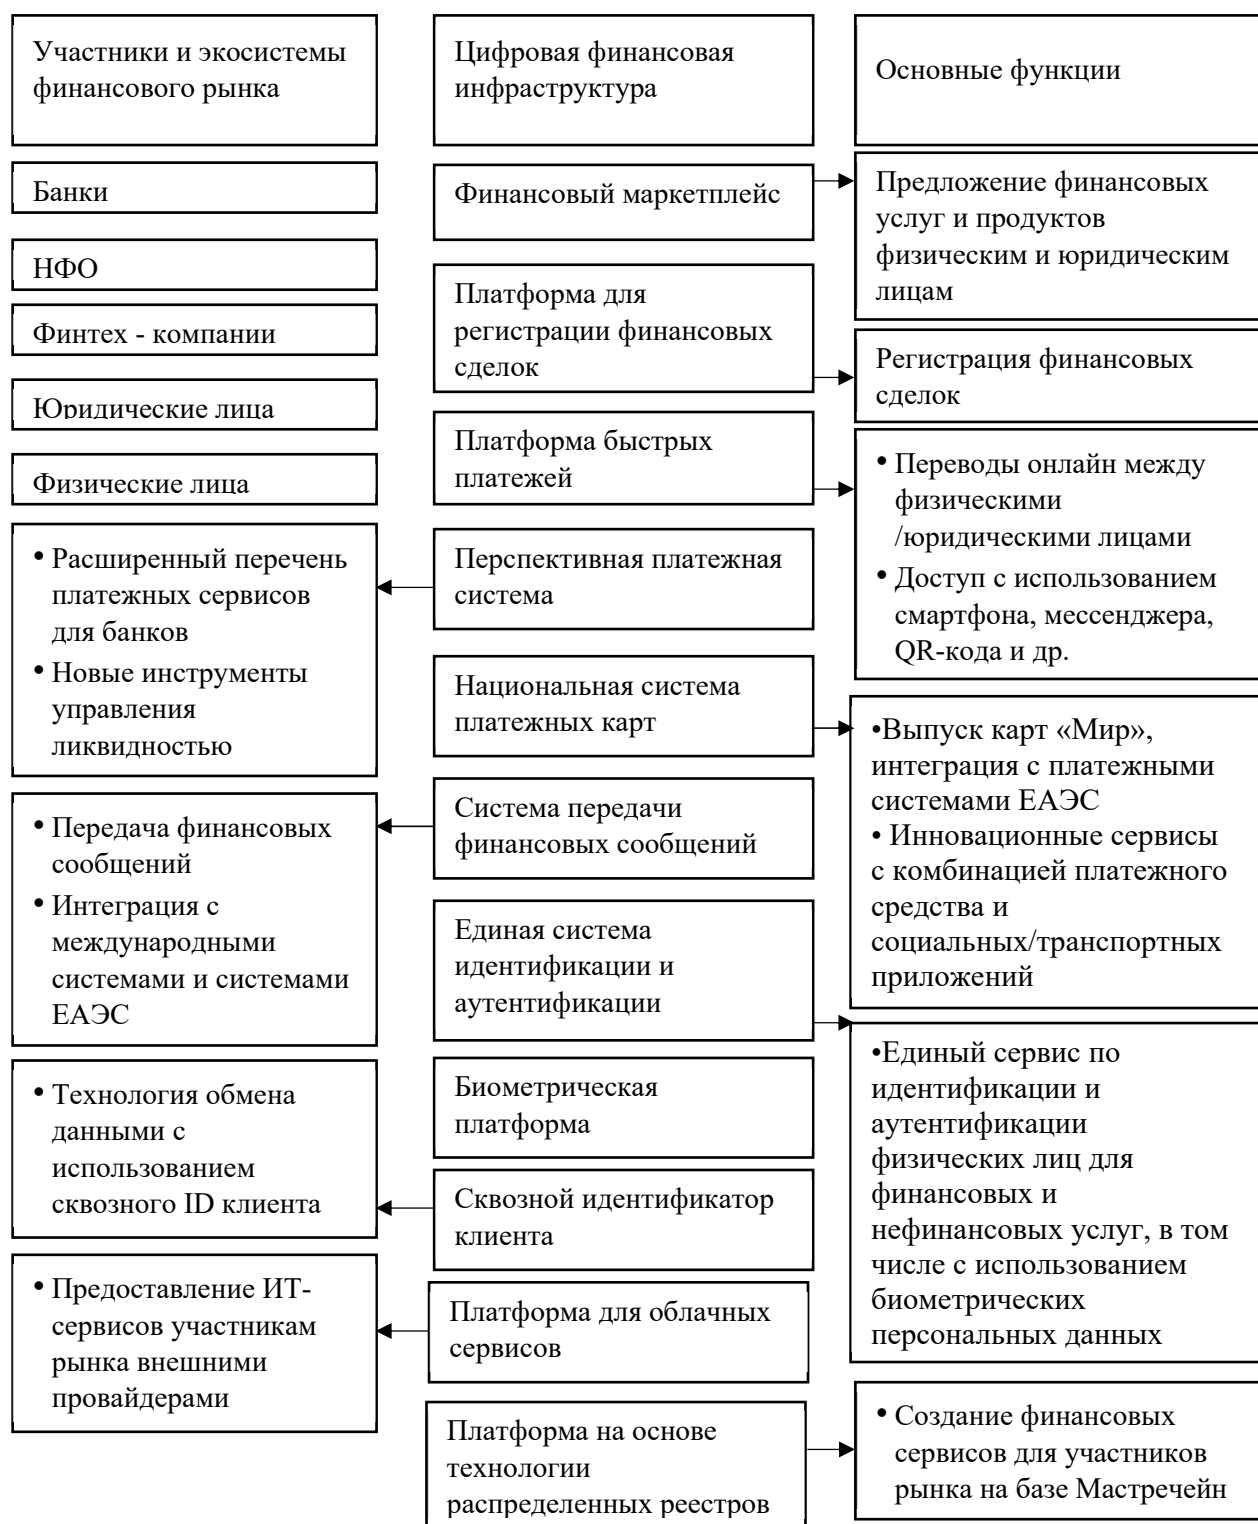 Участники и экосистемы
финансового рынка
Банки
НФО
Финтех - компании
Юридические лица
Физические лица
• Расширенный перечень
платежных сервисов
для банков
• Новые инструменты
управления
ликвидностью
• Передача финансовых
сообщений
• Интеграция с
международными
системами и системами
ЕАЭС
• Технология обмена
данными с
использованием
сквозного ID клиента
• Предоставление ИТ-
сервисов участникам
рынка внешними
провайдерами
Цифровая финансовая
инфраструктура
Финансовый маркетплейс
Платформа для
регистрации финансовых
сделок
Платформа быстрых
платежей
Перспективная платежная
система
Национальная система
платежных карт
Система передачи
финансовых сообщений
Единая система
идентификации и
аутентификации
Биометрическая
платформа
Сквозной идентификатор
клиента
Платформа для облачных
сервисов
Платформа на основе
технологии
распределенных реестров
Основные функции
Предложение финансовых
услуг и продуктов
физическим и юридическим
лицам
Регистрация финансовых
сделок
• Переводы онлайн между
физическими
/юридическими лицами
• Доступ с использованием
смартфона, мессенджера,
QR-кода и др.
•Выпуск карт «Мир»,
интеграция с платежными
системами ЕАЭС
• Инновационные сервисы
с комбинацией платежного
средства и
социальных/транспортных
приложений
•Единый сервис по
идентификации и
аутентификации
физических лиц для
финансовых и
нефинансовых услуг, в том
числе с использованием
биометрических
персональных данных
• Создание финансовых
сервисов для участников
рынка на базе Мастречейн